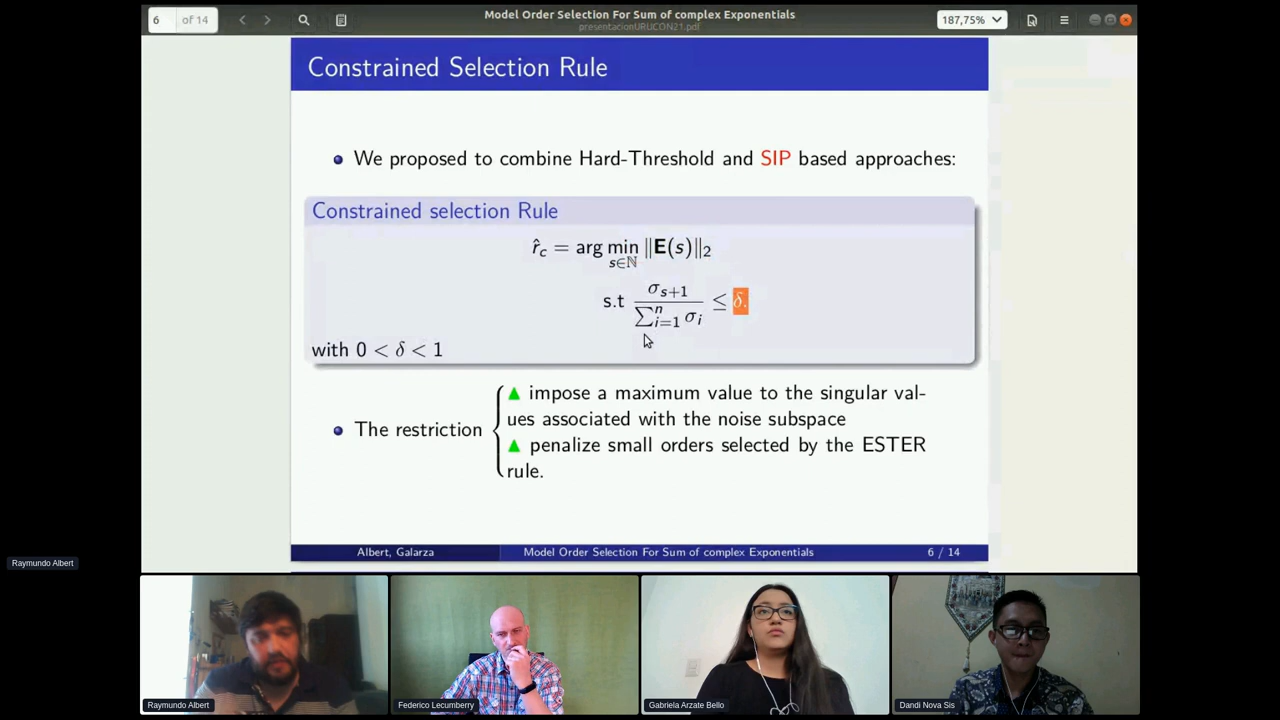 6 of 14
Model Order Selection For Sum of complex Exponentials
presentacionURUCON21.pdf
187,75%
Constrained Selection Rule
We proposed to combine Hard-Threshold and SIP based approaches:
Constrained selection Rule
r̂_c = arg min_{s∈ℕ} ‖E(s)‖₂
s.t σ_{s+1} / ∑_{i=1}^{n} σ_i ≤ δ.
with 0 < δ < 1
The restriction
▲ impose a maximum value to the singular val-
ues associated with the noise subspace
▲ penalize small orders selected by the ESTER
rule.
Albert, Galarza
Model Order Selection For Sum of complex Exponentials
6 / 14
Raymundo Albert
Raymundo Albert
Federico Lecumberry
Gabriela Arzate Bello
Dandi Nova Sls